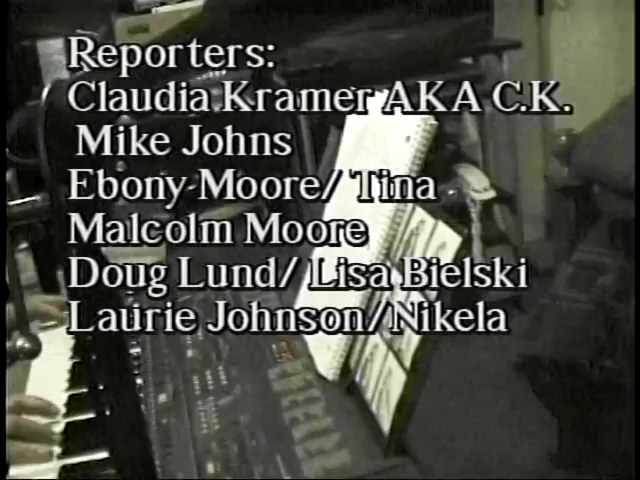 Reporters:
Claudia Kramer AKA C.K.
Mike Johns
Ebony Moore/ Tina
Malcolm Moore
Doug Lund/ Lisa Bielski
Laurie Johnson/Nikela